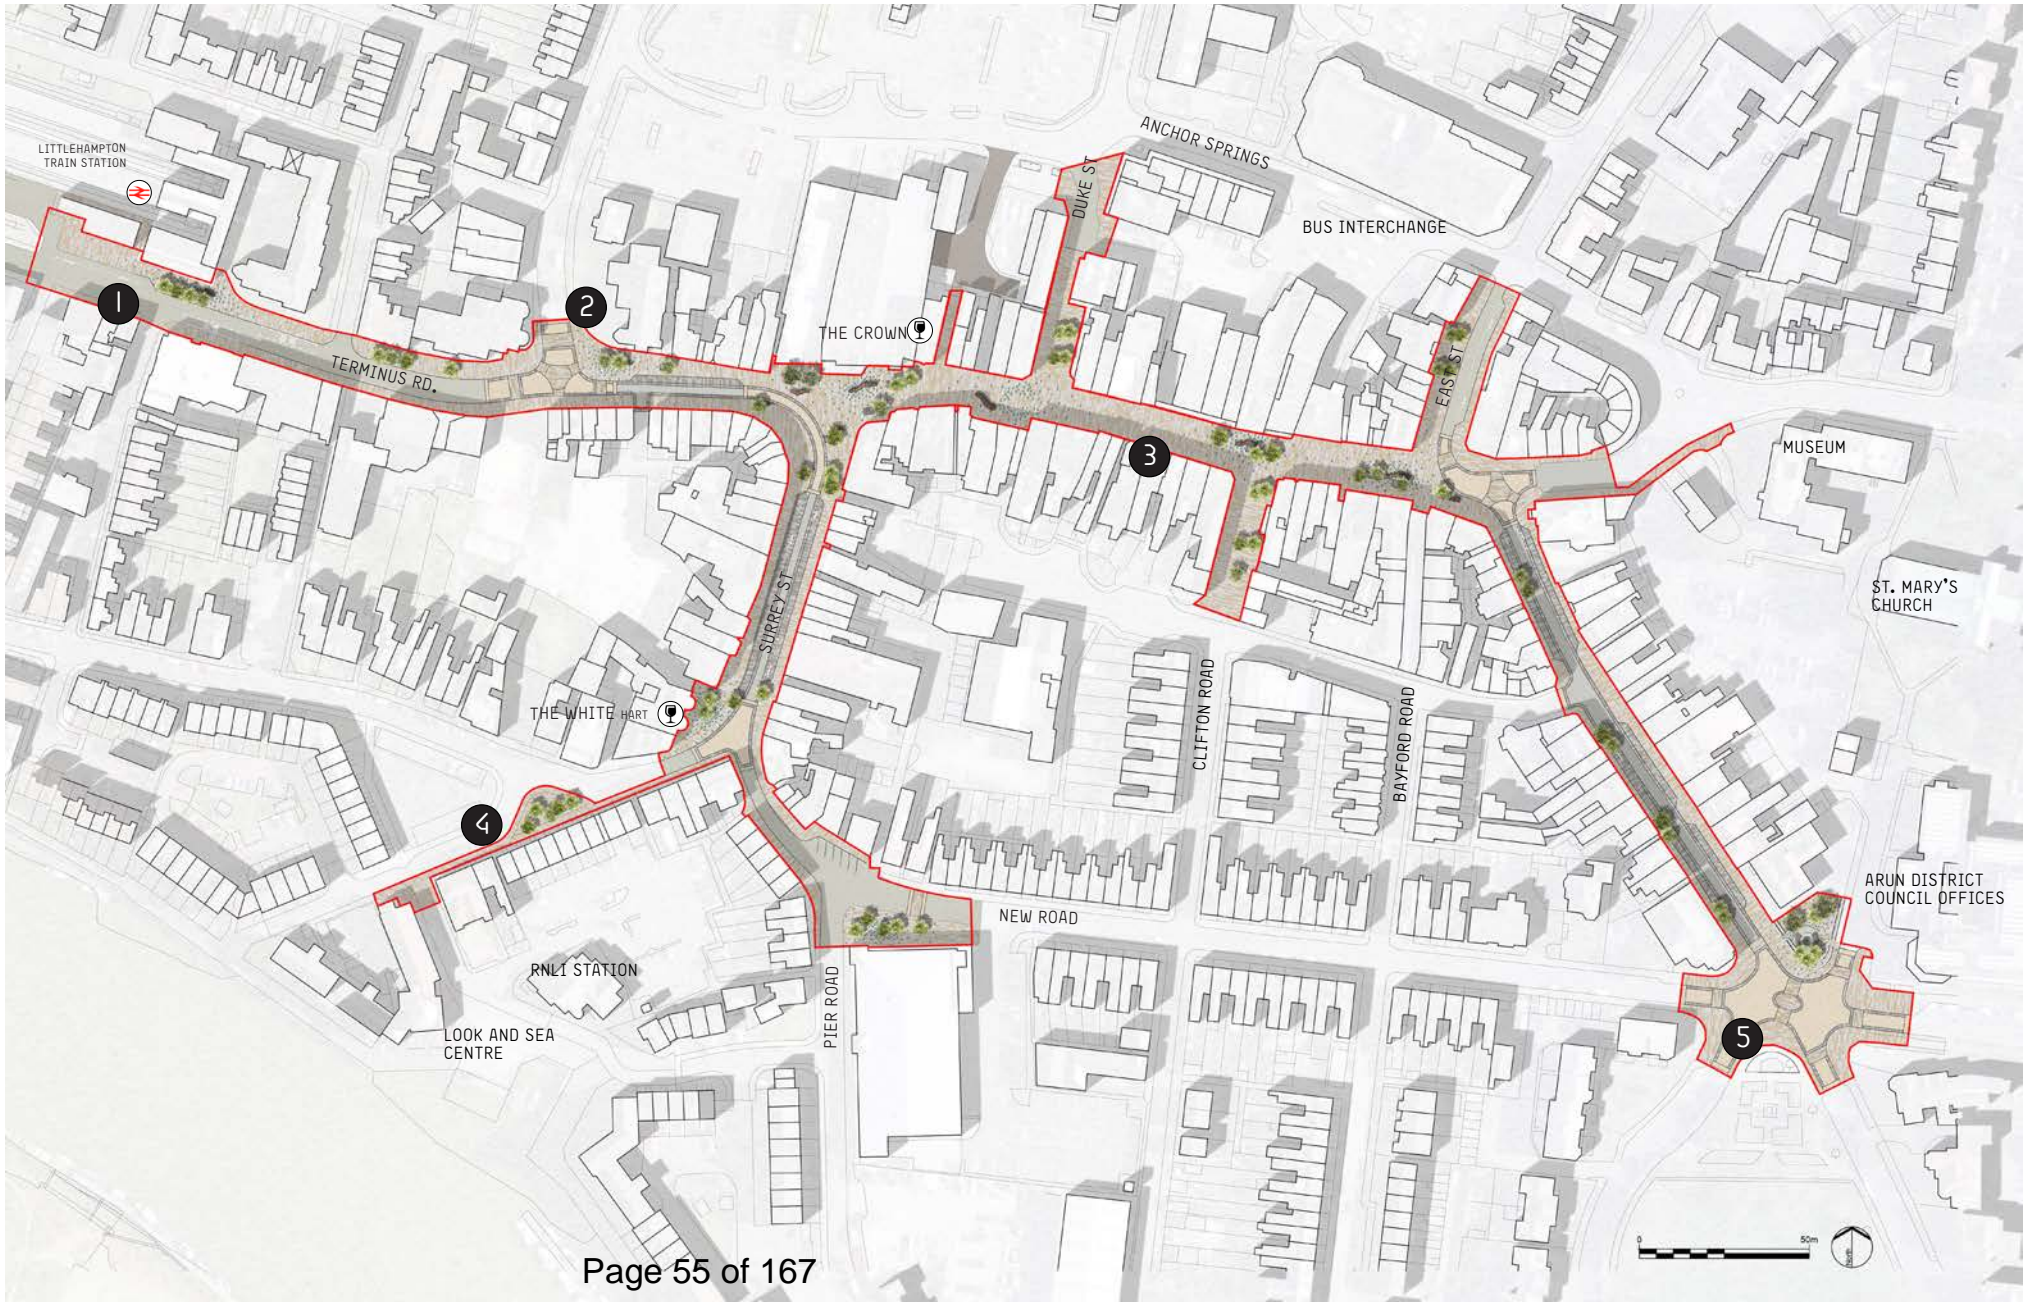 ANCHOR SPRINGS
LITTLEHAMPTON
TRAIN STATION
DUKE ST
BUS INTERCHANGE
1
2
THE CROWN
TERMINUS RD.
EAST ST
3
MUSEUM
SURREY ST
ST. MARY'S
CHURCH
THE WHITE HART
CLIFTON ROAD
BAYFORD ROAD
4
ARUN DISTRICT
COUNCIL OFFICES
NEW ROAD
RNLI STATION
PIER ROAD
LOOK AND SEA
CENTRE
5
0 50m
North
Page 55 of 167